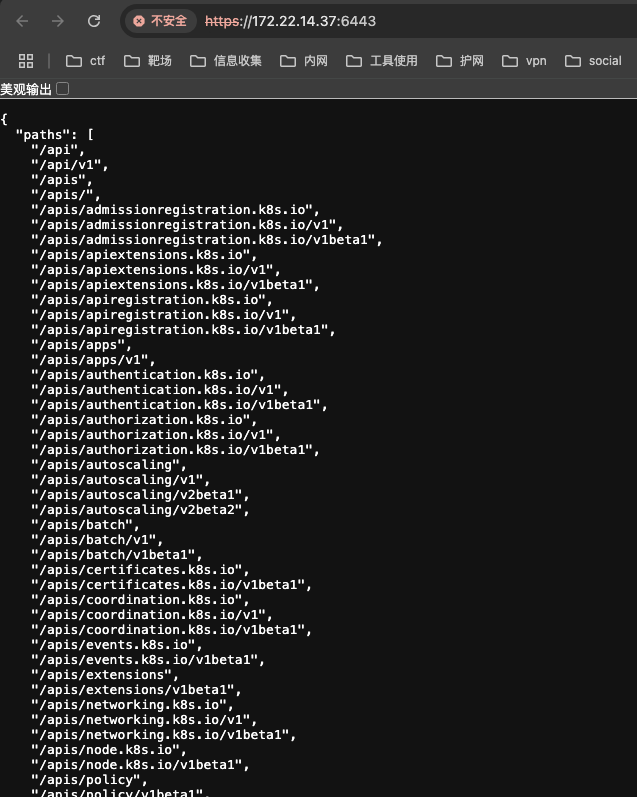 不安全 https://172.22.14.37:6443
ctf 靶场 信息收集 内网 工具使用 护网 vpn social
美观输出
{
"paths": [
"/api",
"/api/v1",
"/apis",
"/apis/",
"/apis/admissionregistration.k8s.io",
"/apis/admissionregistration.k8s.io/v1",
"/apis/admissionregistration.k8s.io/v1beta1",
"/apis/apiextensions.k8s.io",
"/apis/apiextensions.k8s.io/v1",
"/apis/apiextensions.k8s.io/v1beta1",
"/apis/apiregistration.k8s.io",
"/apis/apiregistration.k8s.io/v1",
"/apis/apiregistration.k8s.io/v1beta1",
"/apis/apps",
"/apis/apps/v1",
"/apis/authentication.k8s.io",
"/apis/authentication.k8s.io/v1",
"/apis/authentication.k8s.io/v1beta1",
"/apis/authorization.k8s.io",
"/apis/authorization.k8s.io/v1",
"/apis/authorization.k8s.io/v1beta1",
"/apis/autoscaling",
"/apis/autoscaling/v1",
"/apis/autoscaling/v2beta1",
"/apis/autoscaling/v2beta2",
"/apis/batch",
"/apis/batch/v1",
"/apis/batch/v1beta1",
"/apis/certificates.k8s.io",
"/apis/certificates.k8s.io/v1beta1",
"/apis/coordination.k8s.io",
"/apis/coordination.k8s.io/v1",
"/apis/coordination.k8s.io/v1beta1",
"/apis/events.k8s.io",
"/apis/events.k8s.io/v1beta1",
"/apis/extensions",
"/apis/extensions/v1beta1",
"/apis/networking.k8s.io",
"/apis/networking.k8s.io/v1",
"/apis/networking.k8s.io/v1beta1",
"/apis/node.k8s.io",
"/apis/node.k8s.io/v1beta1",
"/apis/policy",
"/apis/policy/v1beta1",